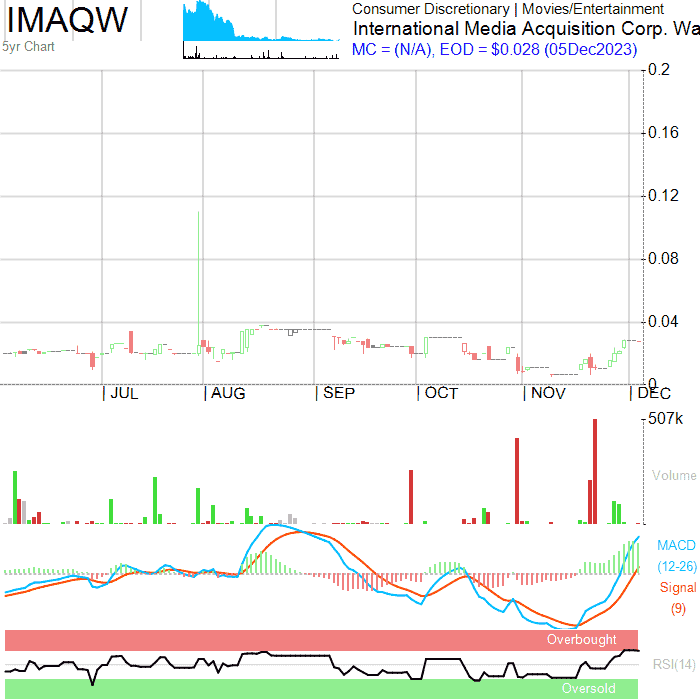 IMAQW
5yr Chart
Consumer Discretionary | Movies/Entertainment
International Media Acquisition Corp. Wa
MC = (N/A), EOD = $0.028 (05Dec2023)
0.2
0.16
0.12
0.08
0.04
0
JUL AUG SEP OCT NOV DEC
507k
Volume
MACD
(12-26)
Signal
(9)
Overbought
RSI(14)
Oversold